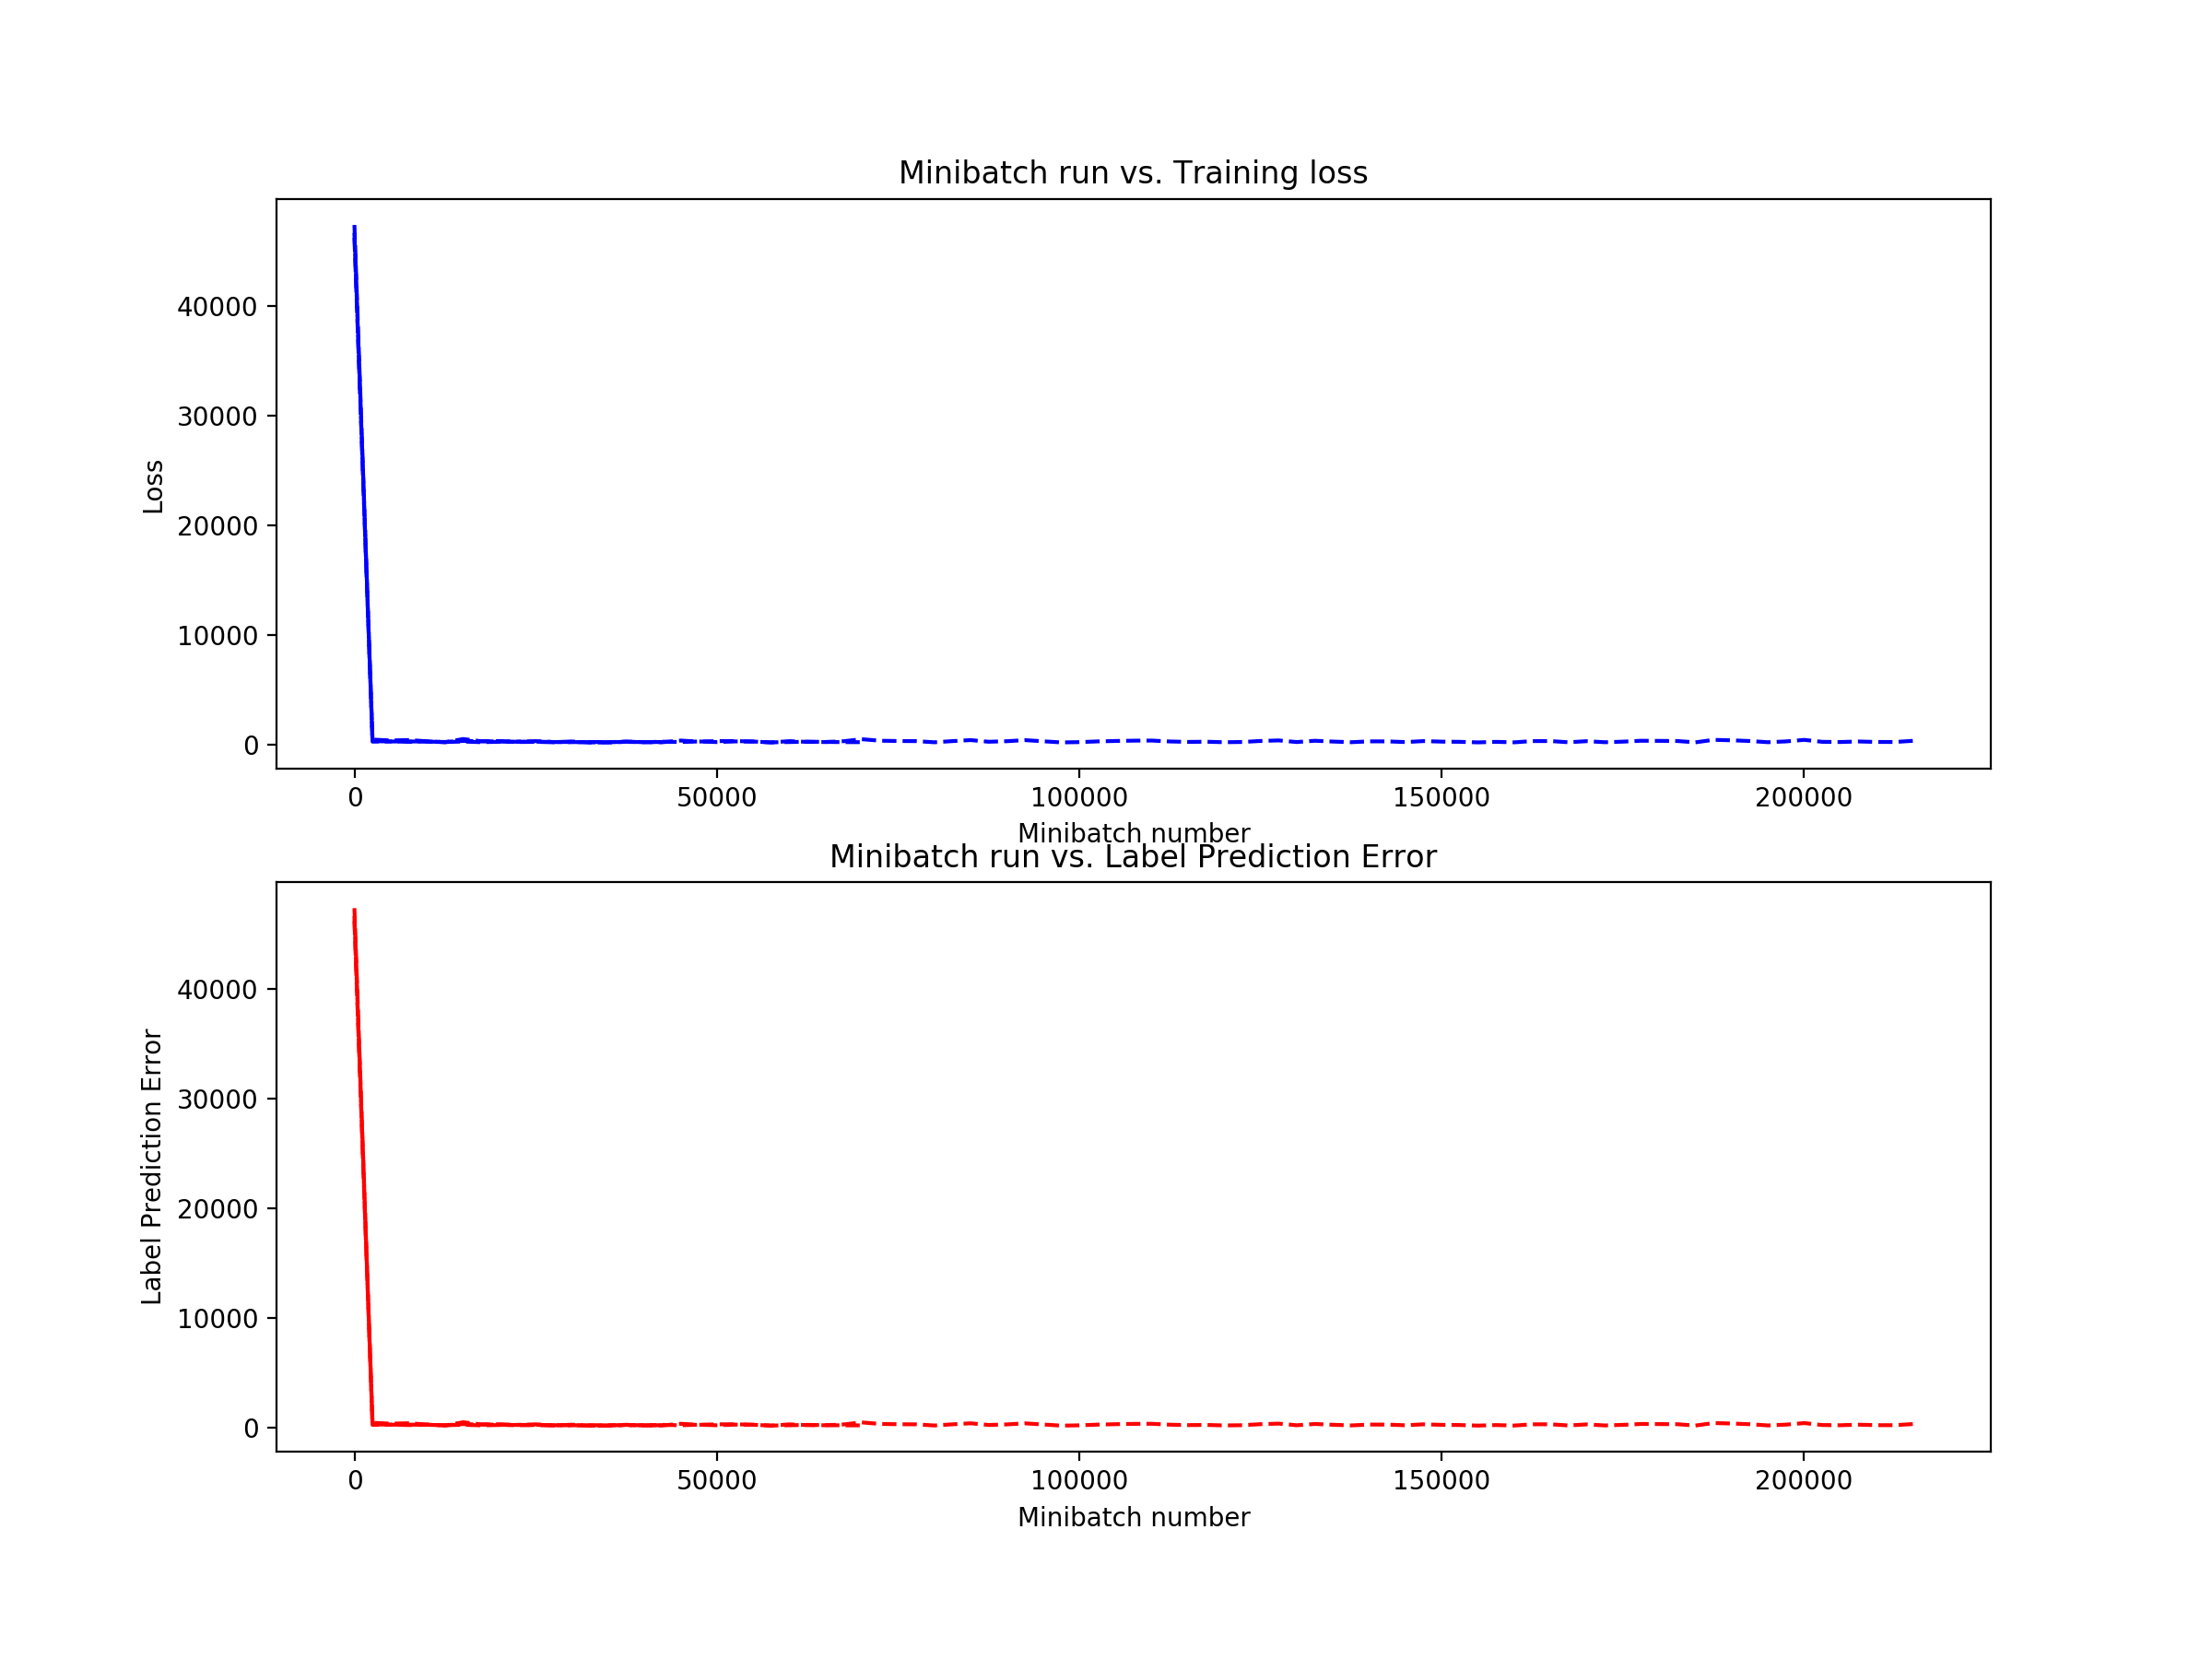 Minibatch run vs. Training loss
40000
30000
20000
10000
0
Loss
0 50000 100000 150000 200000
Minibatch number
Minibatch run vs. Label Prediction Error
40000
30000
20000
10000
0
Label Prediction Error
0 50000 100000 150000 200000
Minibatch number